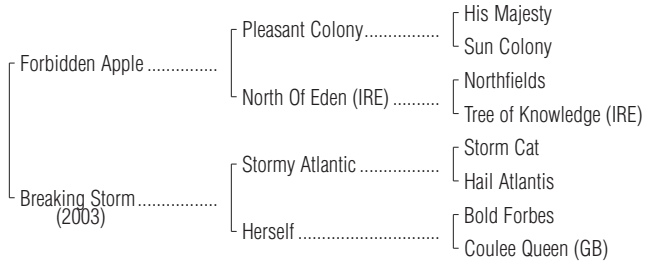 His Majesty
Pleasant Colony................
Sun Colony
Forbidden Apple ...............
Northfields
North Of Eden (IRE) ..........
Tree of Knowledge (IRE)
Storm Cat
Stormy Atlantic .................
Hail Atlantis
Breaking Storm.................
(2003)
Bold Forbes
Herself ..............................
Coulee Queen (GB)